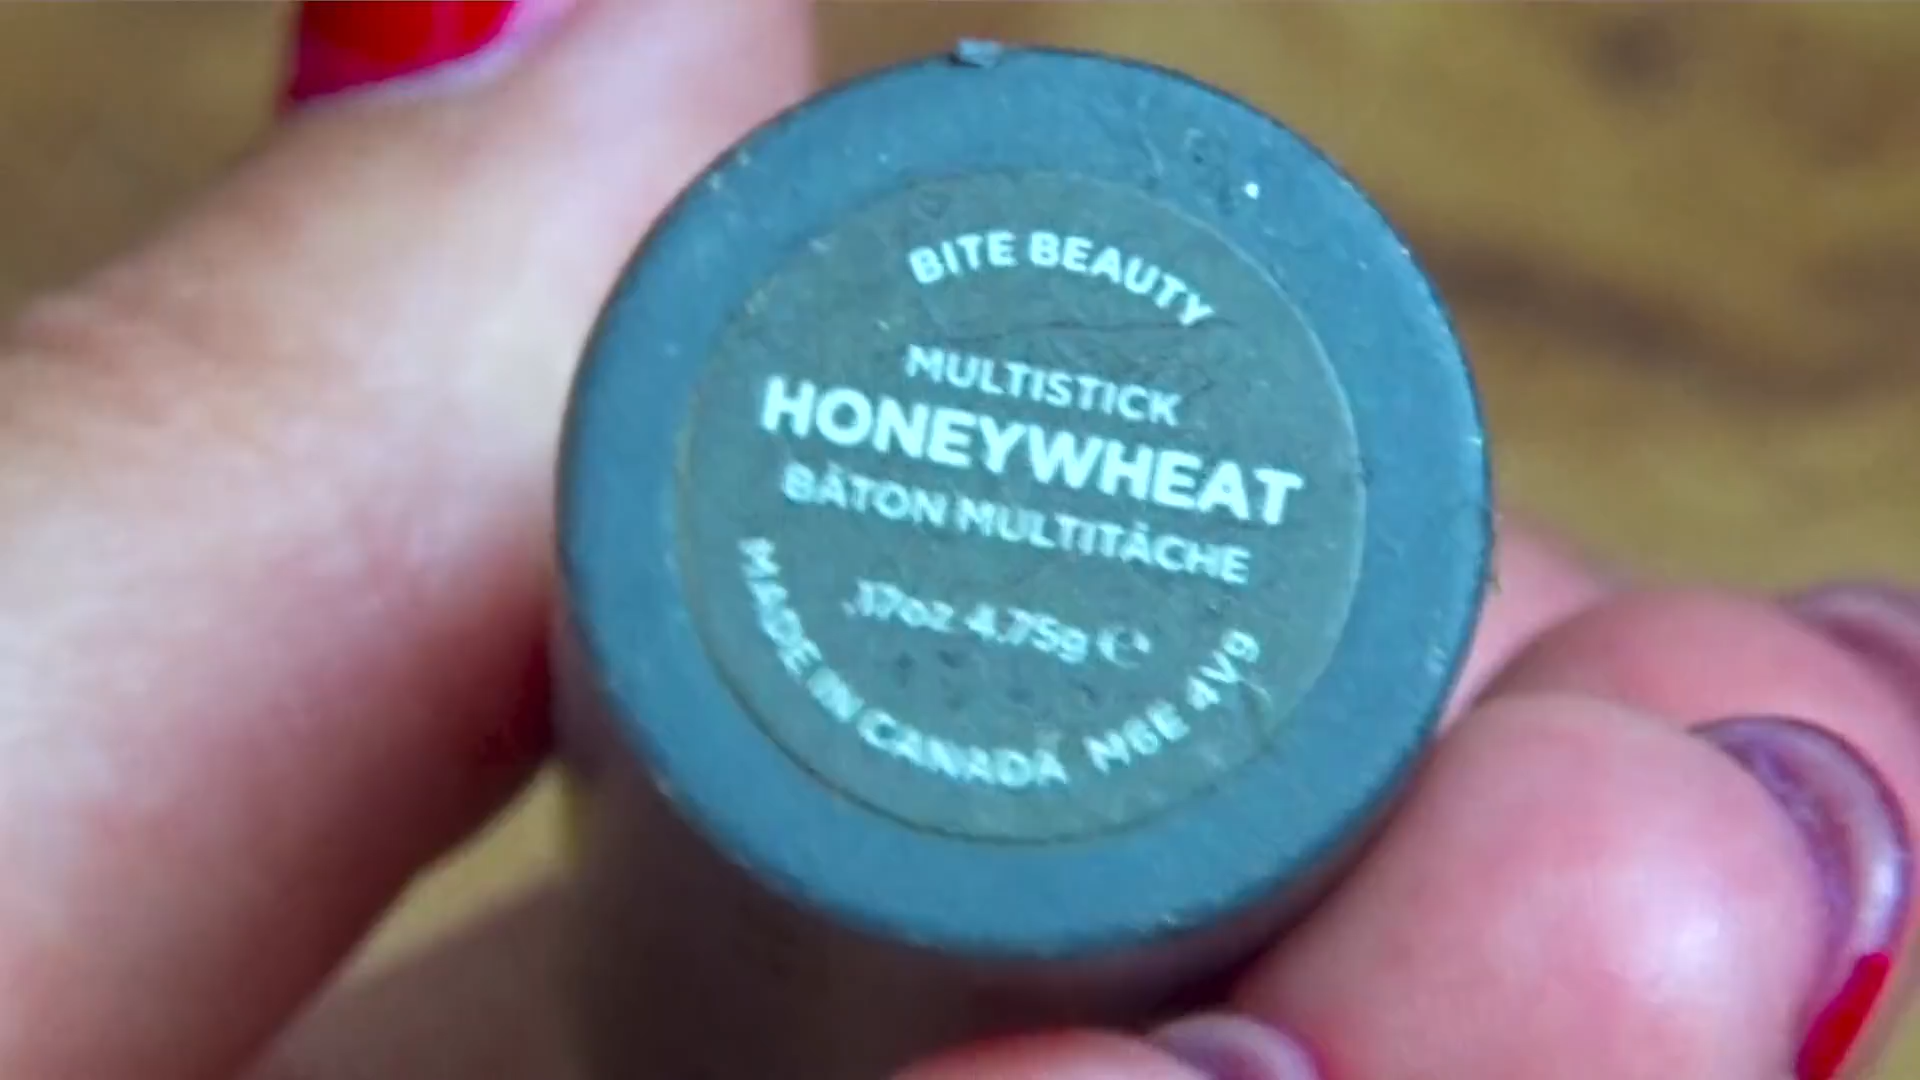 BITE BEAUTY
MULTISTICK
HONEYWHEAT
BÂTON MULTITÂCHE
.17oz 4.75g ℮
MADE IN CANADA M6E 4V9